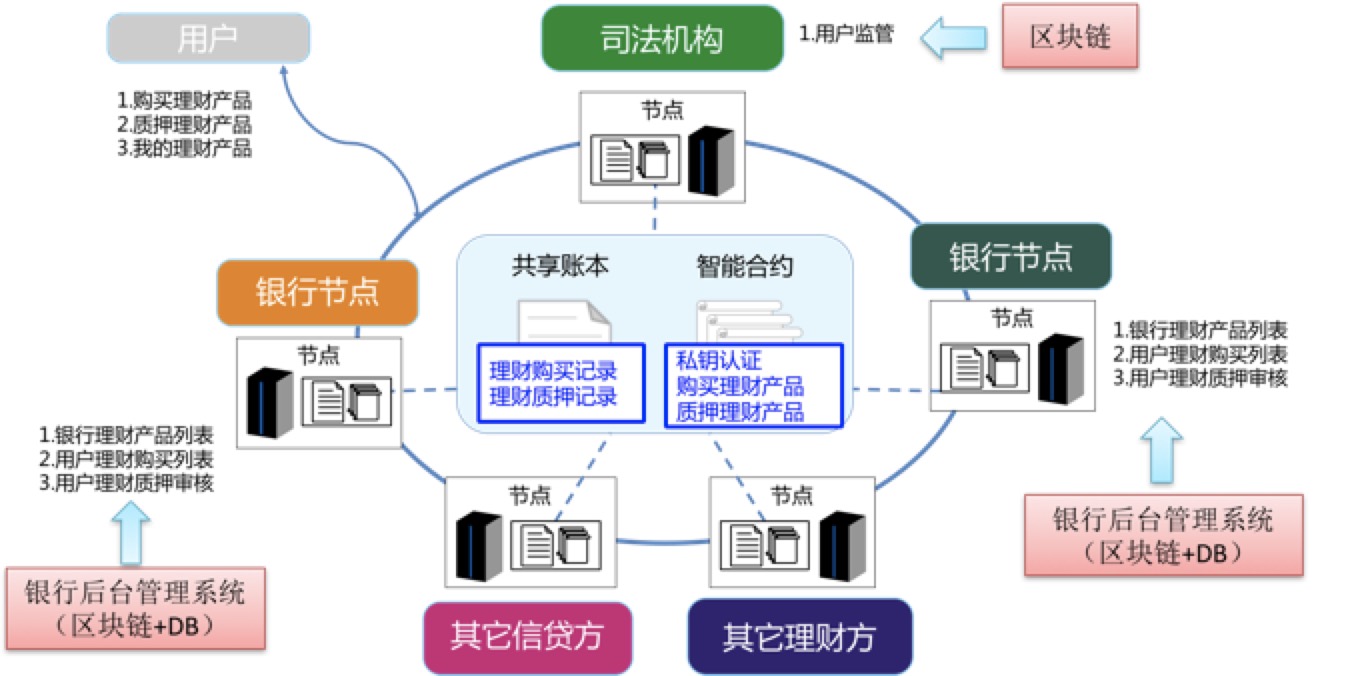 用户
司法机构
1.用户监管
区块链
1.购买理财产品
2.质押理财产品
3.我的理财产品
节点
银行节点
银行节点
共享账本
智能合约
理财购买记录
理财质押记录
私钥认证
购买理财产品
质押理财产品
节点
节点
1.银行理财产品列表
2.用户理财购买列表
3.用户理财质押审核
1.银行理财产品列表
2.用户理财购买列表
3.用户理财质押审核
节点
节点
银行后台管理系统
（区块链+DB）
银行后台管理系统
（区块链+DB）
其它信贷方
其它理财方